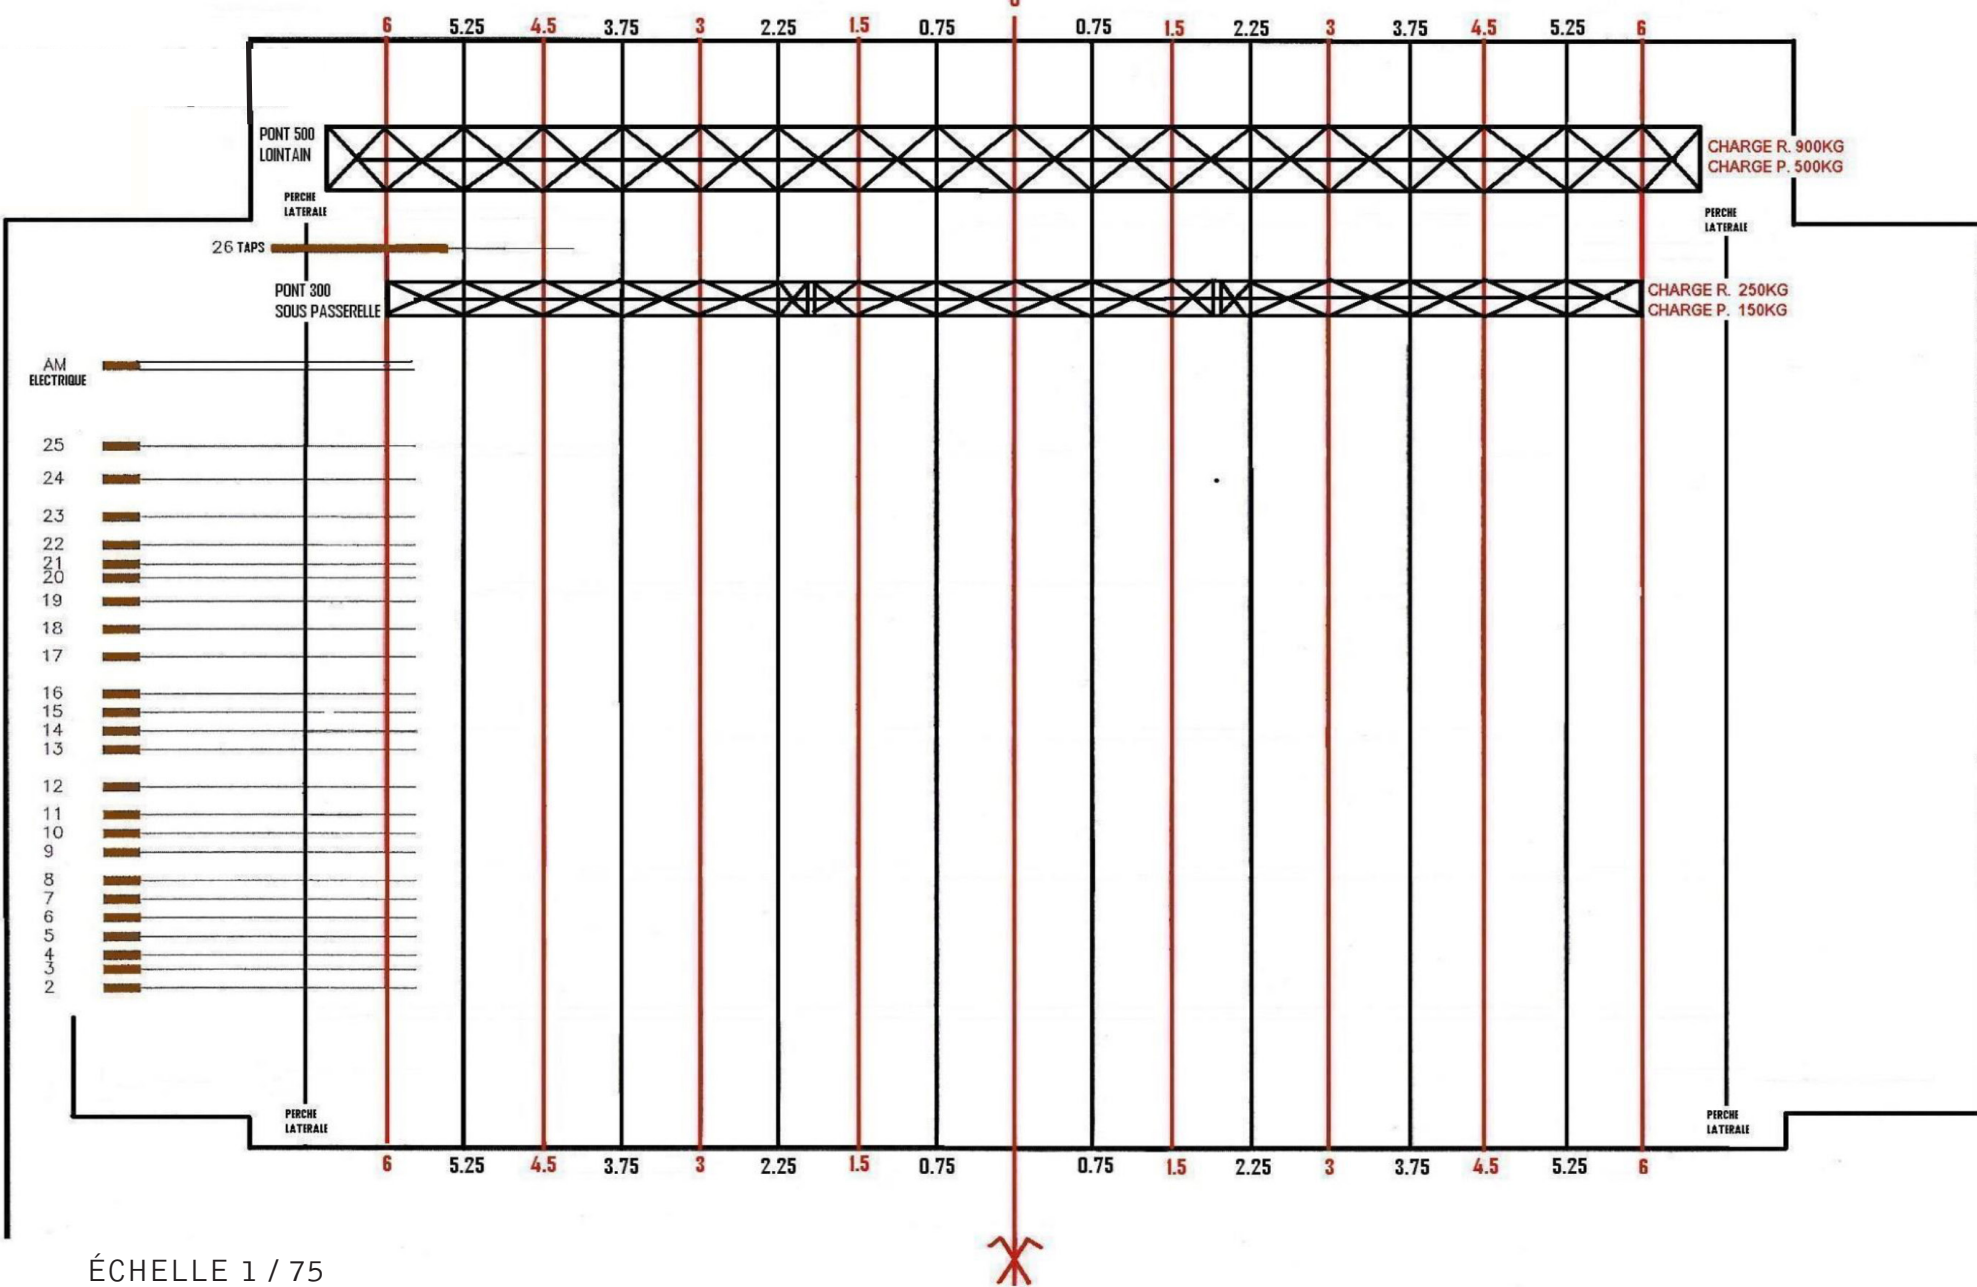 0
6 5.25 4.5 3.75 3 2.25 1.5 0.75 0.75 1.5 2.25 3 3.75 4.5 5.25 6
PONT 500
LOINTAIN
CHARGE R. 900KG
CHARGE P. 500KG
PERCHE
LATERALE
PERCHE
LATERALE
26 TAPS
PONT 300
SOUS PASSERELLE
CHARGE R. 250KG
CHARGE P. 150KG
AM
ELECTRIQUE
25
24
23
22
21
20
19
18
17
16
15
14
13
12
11
10
9
8
7
6
5
4
3
2
PERCHE
LATERALE
PERCHE
LATERALE
6 5.25 4.5 3.75 3 2.25 1.5 0.75 0.75 1.5 2.25 3 3.75 4.5 5.25 6
ÉCHELLE 1 / 75